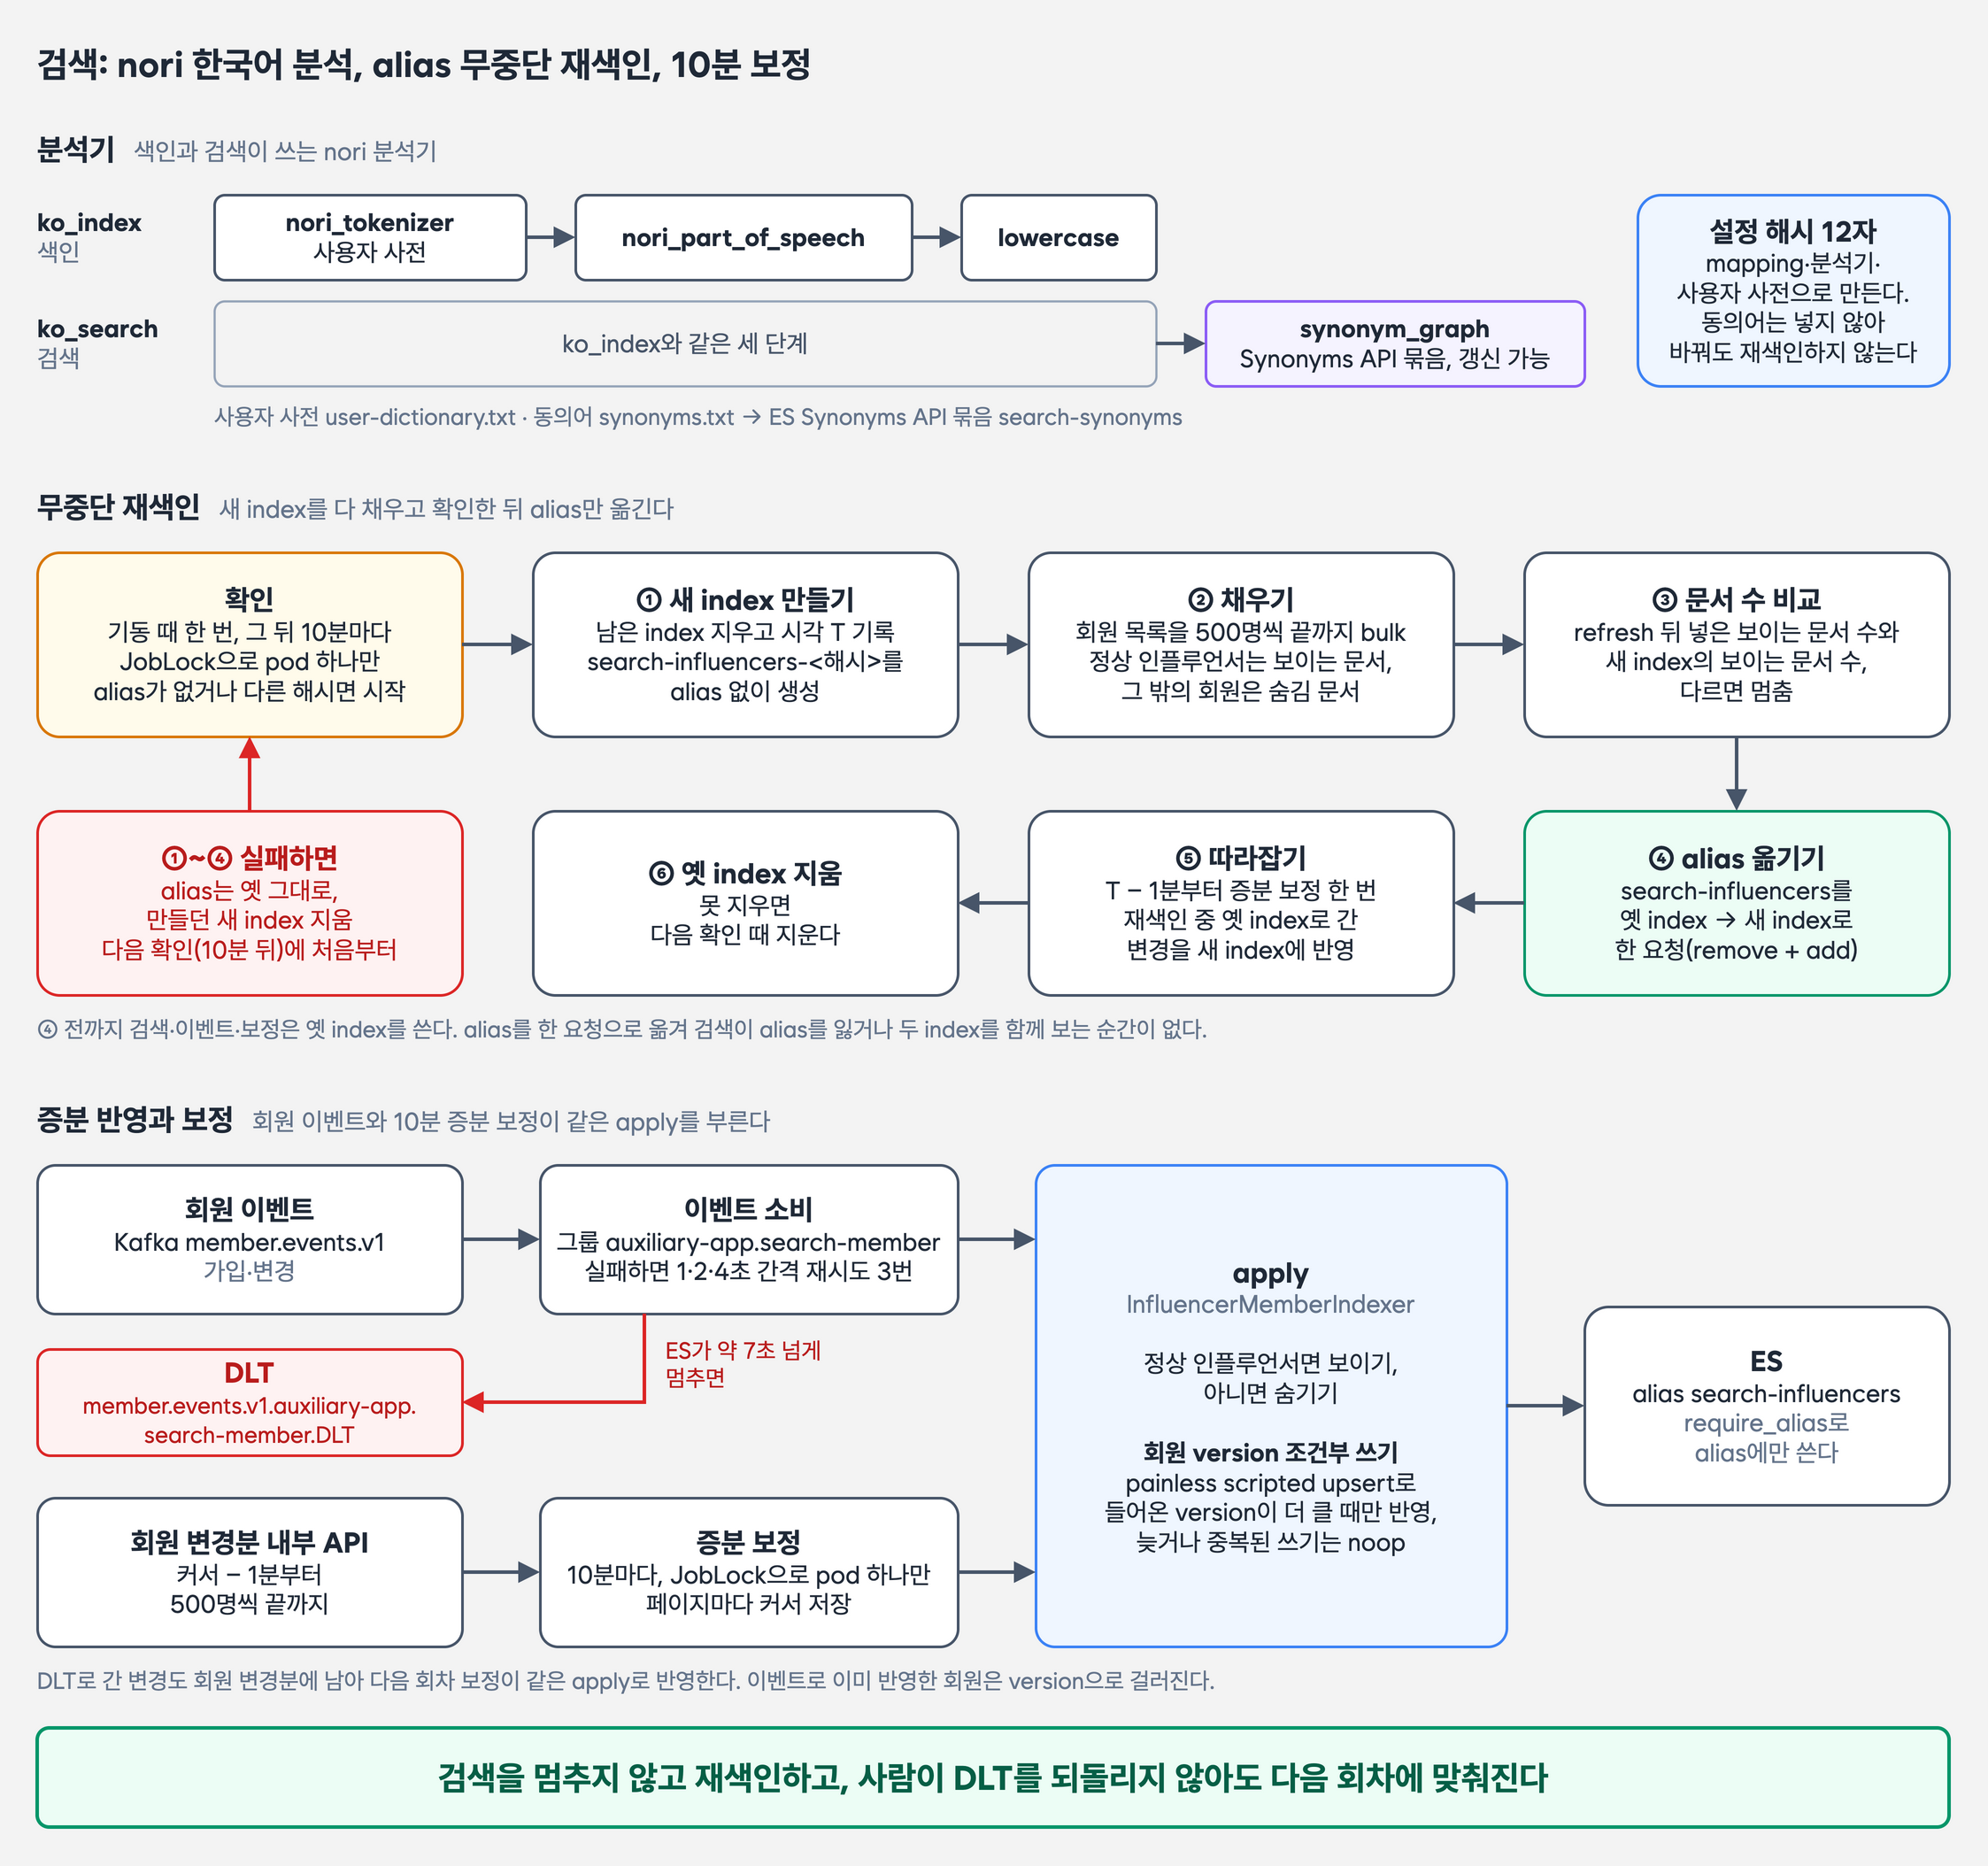 검색: nori 한국어 분석, alias 무중단 재색인, 10분 보정
분석기 색인과 검색이 쓰는 nori 분석기
ko_index
색인
nori_tokenizer
사용자 사전
nori_part_of_speech
lowercase
ko_search
검색
ko_index와 같은 세 단계
synonym_graph
Synonyms API 묶음, 갱신 가능
설정 해시 12자
mapping·분석기·
사용자 사전으로 만든다.
동의어는 넣지 않아
바꿔도 재색인하지 않는다
사용자 사전 user-dictionary.txt · 동의어 synonyms.txt → ES Synonyms API 묶음 search-synonyms
무중단 재색인 새 index를 다 채우고 확인한 뒤 alias만 옮긴다
확인
기동 때 한 번, 그 뒤 10분마다
JobLock으로 pod 하나만
alias가 없거나 다른 해시면 시작
① 새 index 만들기
남은 index 지우고 시각 T 기록
search-influencers-<해시>를
alias 없이 생성
② 채우기
회원 목록을 500명씩 끝까지 bulk
정상 인플루언서는 보이는 문서,
그 밖의 회원은 숨김 문서
③ 문서 수 비교
refresh 뒤 넣은 보이는 문서 수와
새 index의 보이는 문서 수,
다르면 멈춤
①~④ 실패하면
alias는 옛 그대로,
만들던 새 index 지움
다음 확인(10분 뒤)에 처음부터
⑥ 옛 index 지움
못 지우면
다음 확인 때 지운다
⑤ 따라잡기
T − 1분부터 증분 보정 한 번
재색인 중 옛 index로 간
변경을 새 index에 반영
④ alias 옮기기
search-influencers를
옛 index → 새 index로
한 요청(remove + add)
④ 전까지 검색·이벤트·보정은 옛 index를 쓴다. alias를 한 요청으로 옮겨 검색이 alias를 잃거나 두 index를 함께 보는 순간이 없다.
증분 반영과 보정 회원 이벤트와 10분 증분 보정이 같은 apply를 부른다
회원 이벤트
Kafka member.events.v1
가입·변경
이벤트 소비
그룹 auxiliary-app.search-member
실패하면 1·2·4초 간격 재시도 3번
ES가 약 7초 넘게
멈추면
DLT
member.events.v1.auxiliary-app.
search-member.DLT
회원 변경분 내부 API
커서 − 1분부터
500명씩 끝까지
증분 보정
10분마다, JobLock으로 pod 하나만
페이지마다 커서 저장
apply
InfluencerMemberIndexer
정상 인플루언서면 보이기,
아니면 숨기기
회원 version 조건부 쓰기
painless scripted upsert로
들어온 version이 더 클 때만 반영,
늦거나 중복된 쓰기는 noop
ES
alias search-influencers
require_alias로
alias에만 쓴다
DLT로 간 변경도 회원 변경분에 남아 다음 회차 보정이 같은 apply로 반영한다. 이벤트로 이미 반영한 회원은 version으로 걸러진다.
검색을 멈추지 않고 재색인하고, 사람이 DLT를 되돌리지 않아도 다음 회차에 맞춰진다